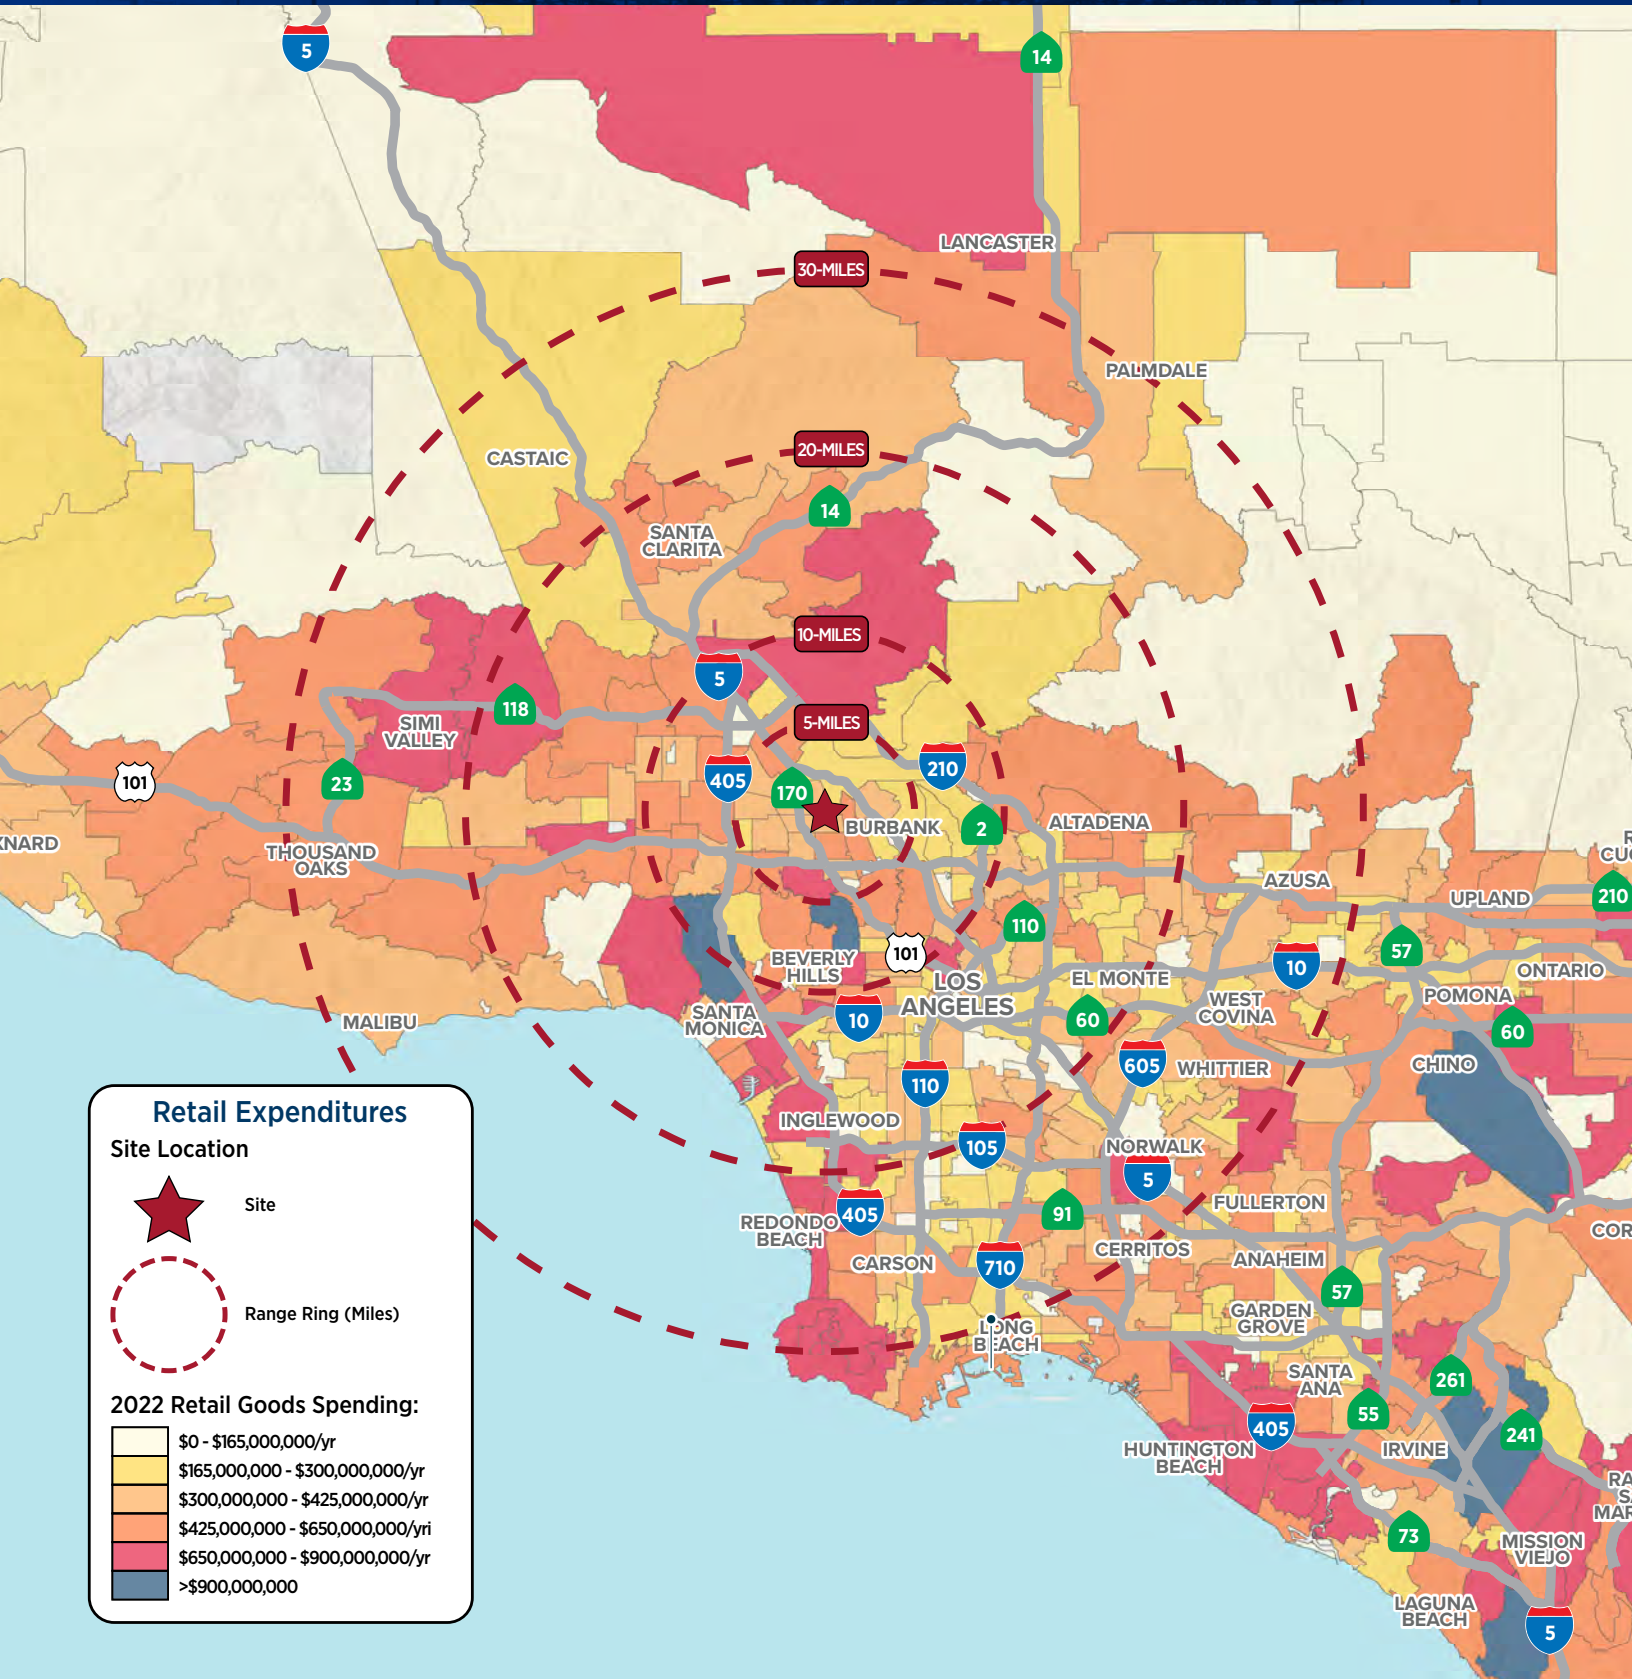 5
14
LANCASTER
30-MILES
PALMDALE
20-MILES
CASTAIC
14
SANTA
CLARITA
10-MILES
5
118
SIMI
VALLEY
5-MILES
101
23
405
170
210
BURBANK
2
ALTADENA
THOUSAND
OAKS
AZUSA
UPLAND
210
110
101
57
BEVERLY
HILLS
LOS
ANGELES
EL MONTE
10
ONTARIO
MALIBU
SANTA
MONICA
10
60
WEST
COVINA
POMONA
60
110
605
WHITTIER
CHINO
INGLEWOOD
105
NORWALK
5
REDONDO
BEACH
405
91
FULLERTON
CARSON
710
CERRITOS
ANAHEIM
57
LONG
BEACH
GARDEN
GROVE
SANTA
ANA
261
55
405
241
HUNTINGTON
BEACH
IRVINE
73
MISSION
VIEJO
LAGUNA
BEACH
5
Retail Expenditures
Site Location
Site
Range Ring (Miles)
2022 Retail Goods Spending:
$0 - $165,000,000/yr
$165,000,000 - $300,000,000/yr
$300,000,000 - $425,000,000/yr
$425,000,000 - $650,000,000/yri
$650,000,000 - $900,000,000/yr
>$900,000,000